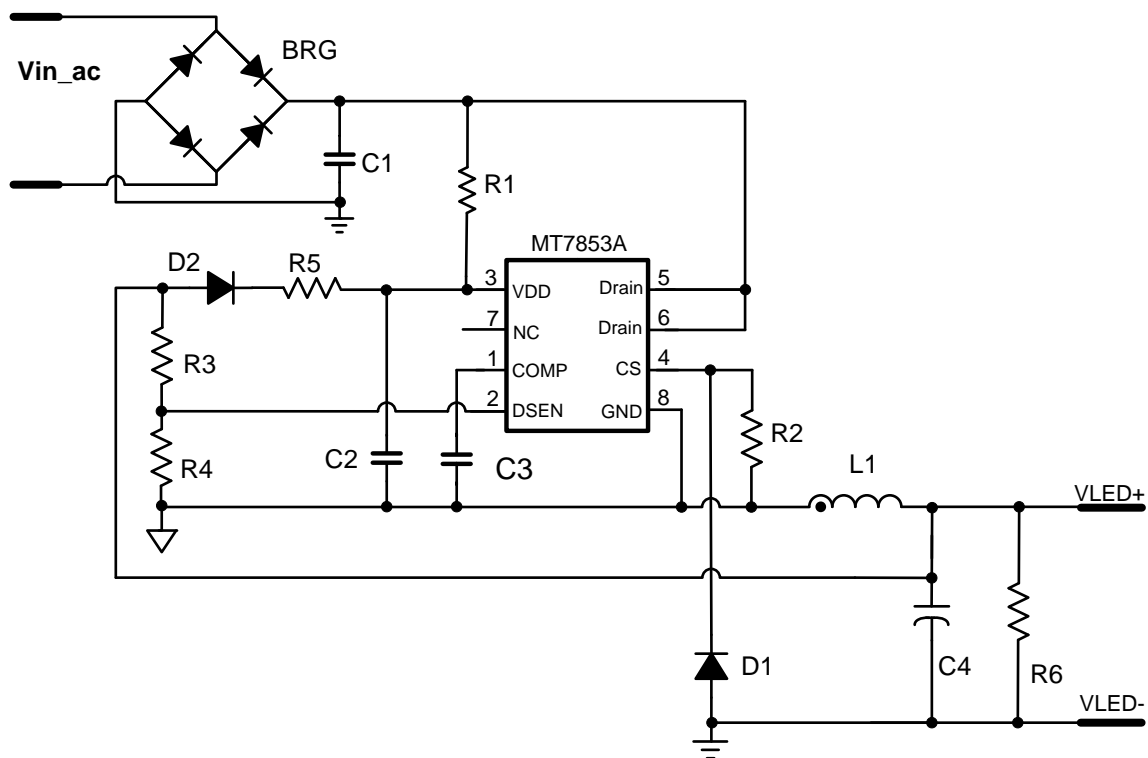 BRG
Vin_ac
C1
R1
MT7853A
D2
R5
3
VDD
Drain
5
7
NC
Drain
6
R3
1
COMP
CS
4
2
DSEN
GND
8
R2
R4
C2
C3
L1
VLED+
D1
C4
R6
VLED-